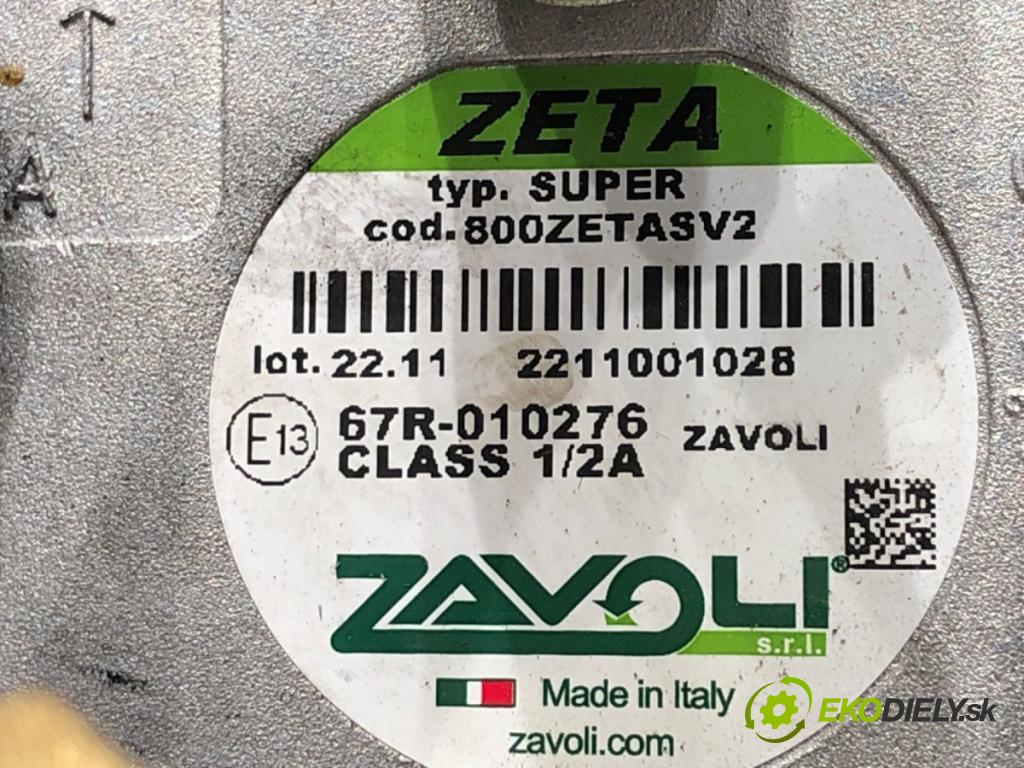 A
ZETA
typ. SUPER
cod.800ZETASV2
lot. 22.11 2211001028
E13 67R-010276 ZAVOLI
CLASS 1/2A
ZAVOLI®
s.r.l.
Made in Italy
zavoli.com
EKODIELY.sk